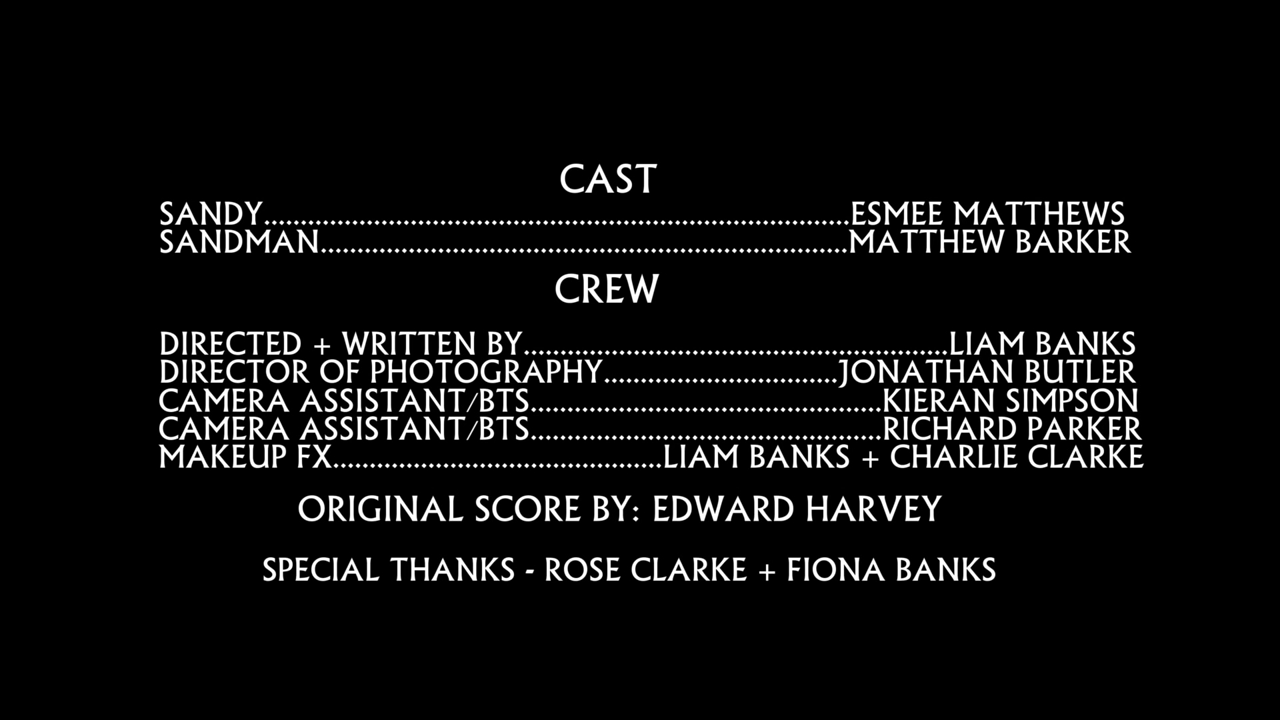 CAST
SANDY................................................................................ESMEE MATTHEWS
SANDMAN........................................................................MATTHEW BARKER
CREW
DIRECTED + WRITTEN BY..........................................................LIAM BANKS
DIRECTOR OF PHOTOGRAPHY................................JONATHAN BUTLER
CAMERA ASSISTANT/BTS................................................KIERAN SIMPSON
CAMERA ASSISTANT/BTS................................................RICHARD PARKER
MAKEUP FX.............................................LIAM BANKS + CHARLIE CLARKE
ORIGINAL SCORE BY: EDWARD HARVEY
SPECIAL THANKS - ROSE CLARKE + FIONA BANKS